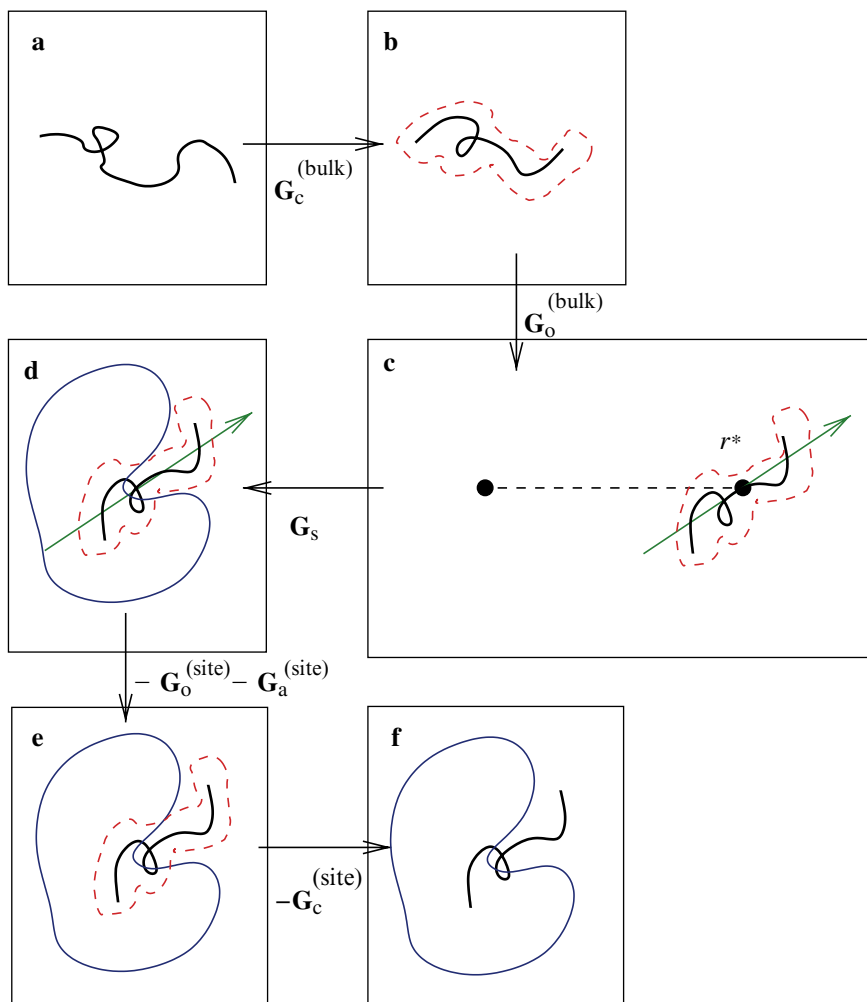 a
b
G_c^(bulk)
G_o^(bulk)
d
c
r*
G_s
– G_o^(site) – G_a^(site)
e
f
–G_c^(site)